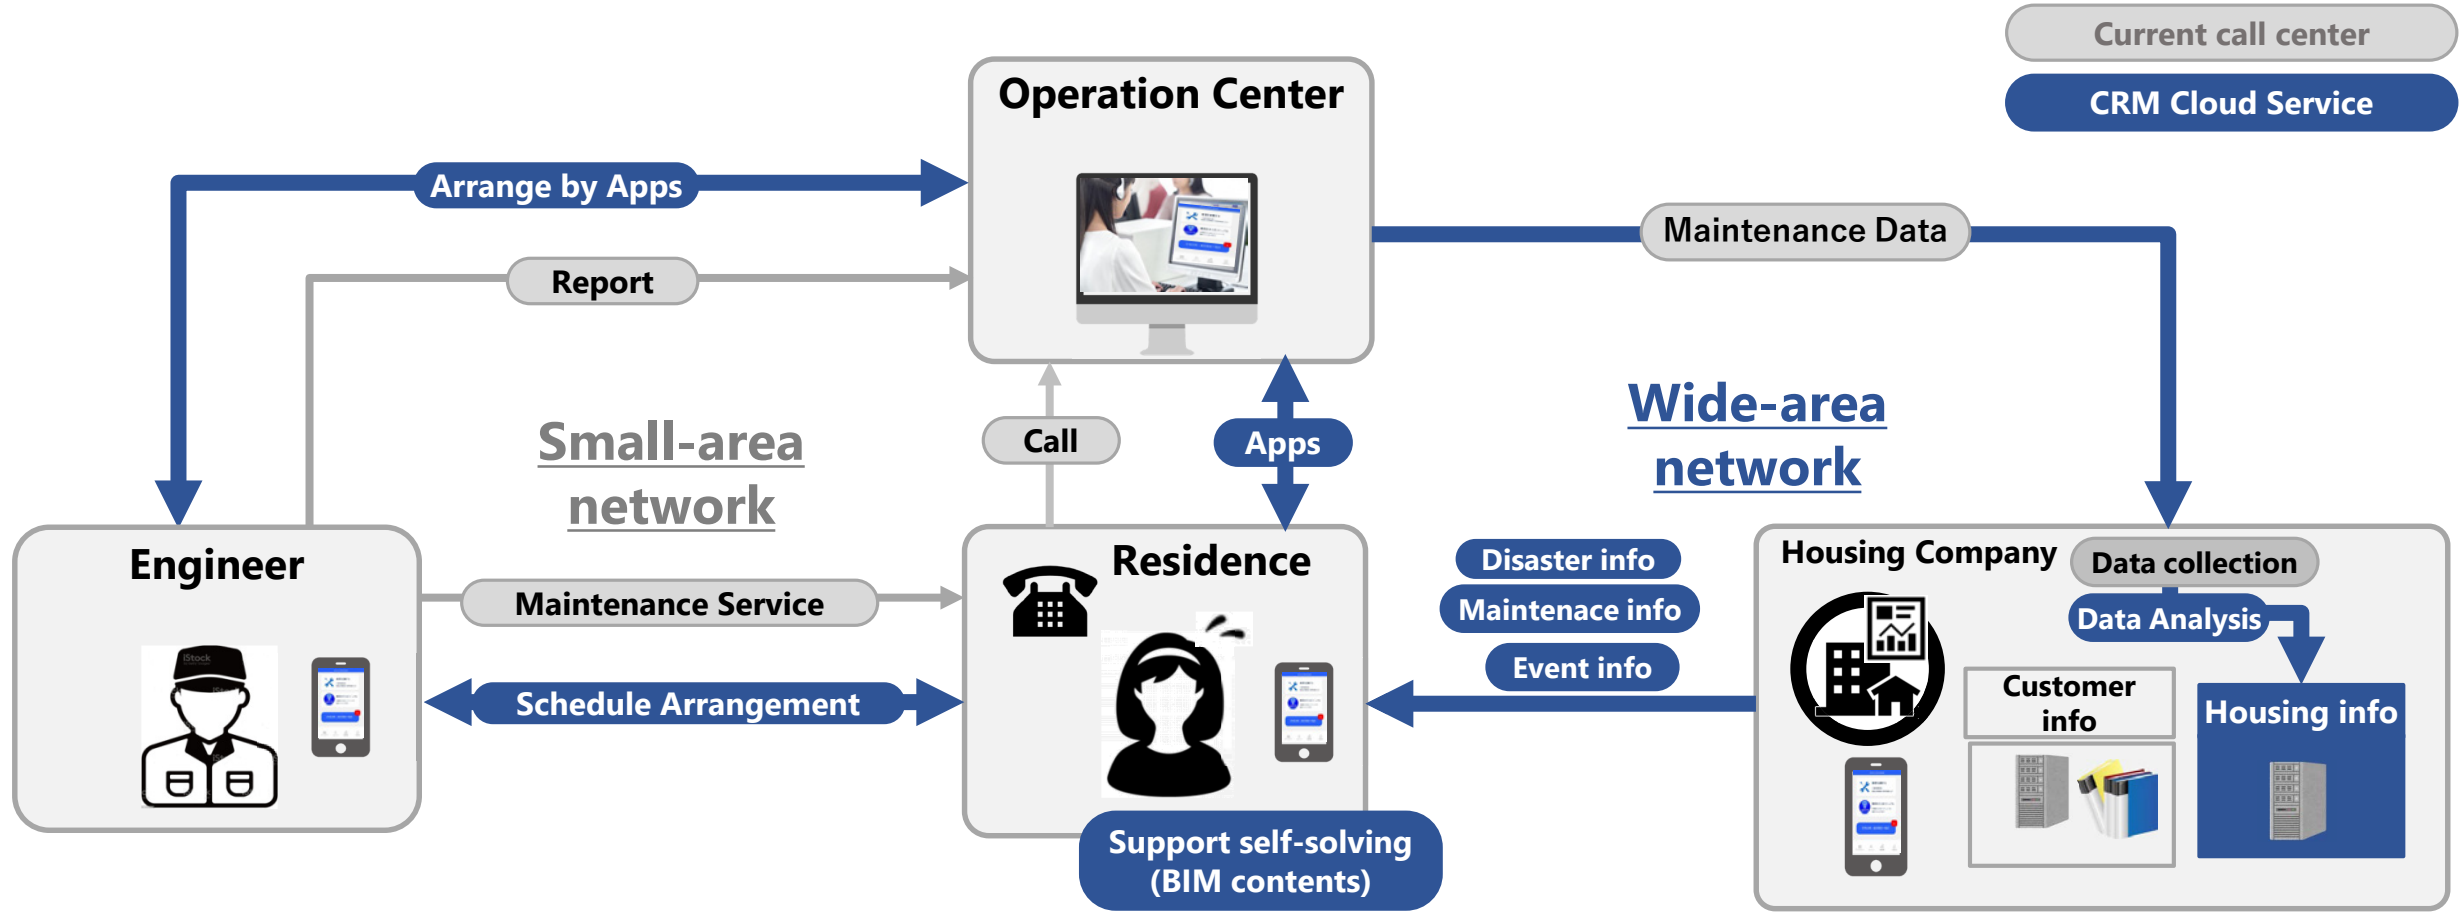 Current call center
CRM Cloud Service
Operation Center
Arrange by Apps
Report
Maintenance Data
Small-area
network
Call
Apps
Wide-area
network
Engineer
Maintenance Service
Schedule Arrangement
iStock
Residence
Support self-solving
(BIM contents)
Disaster info
Maintenace info
Event info
Housing Company
Data collection
Data Analysis
Customer
info
Housing info